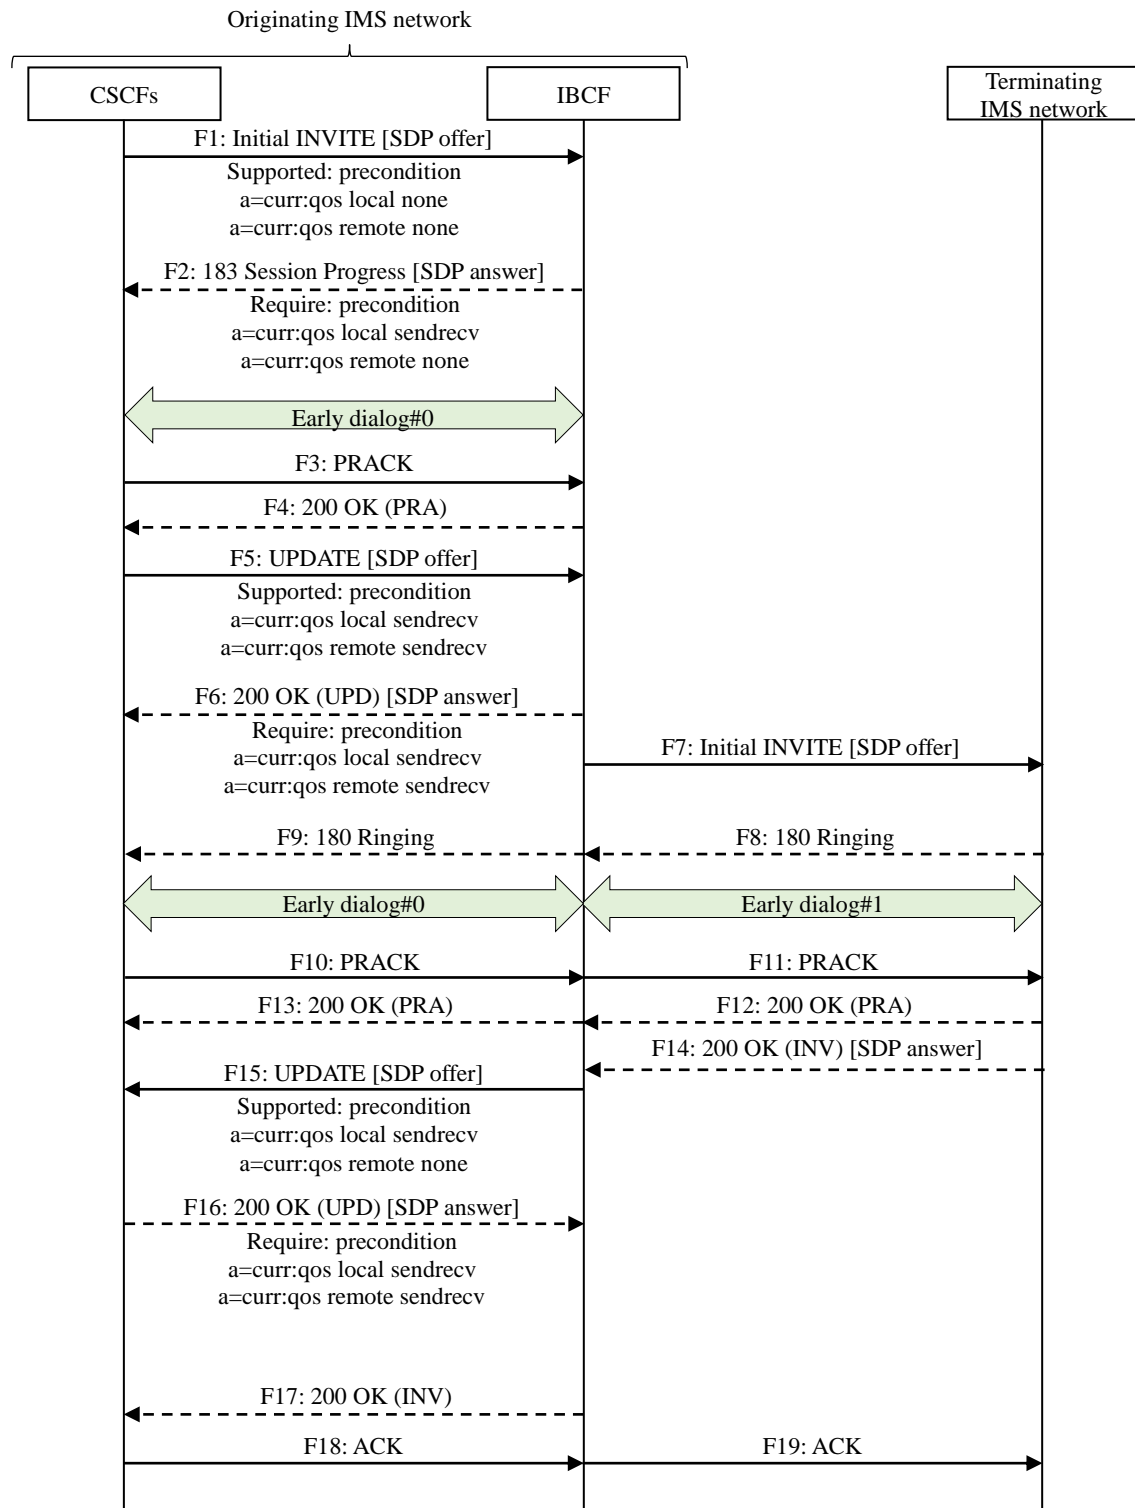 Originating IMS network
CSCFs
IBCF
Terminating
IMS network
F1: Initial INVITE [SDP offer]
Supported: precondition
a=curr:qos local none
a=curr:qos remote none
F2: 183 Session Progress [SDP answer]
Require: precondition
a=curr:qos local sendrecv
a=curr:qos remote none
Early dialog#0
F3: PRACK
F4: 200 OK (PRA)
F5: UPDATE [SDP offer]
Supported: precondition
a=curr:qos local sendrecv
a=curr:qos remote sendrecv
F6: 200 OK (UPD) [SDP answer]
Require: precondition
a=curr:qos local sendrecv
a=curr:qos remote sendrecv
F7: Initial INVITE [SDP offer]
F9: 180 Ringing
F8: 180 Ringing
Early dialog#0
Early dialog#1
F10: PRACK
F11: PRACK
F13: 200 OK (PRA)
F12: 200 OK (PRA)
F14: 200 OK (INV) [SDP answer]
F15: UPDATE [SDP offer]
Supported: precondition
a=curr:qos local sendrecv
a=curr:qos remote none
F16: 200 OK (UPD) [SDP answer]
Require: precondition
a=curr:qos local sendrecv
a=curr:qos remote sendrecv
F17: 200 OK (INV)
F18: ACK
F19: ACK